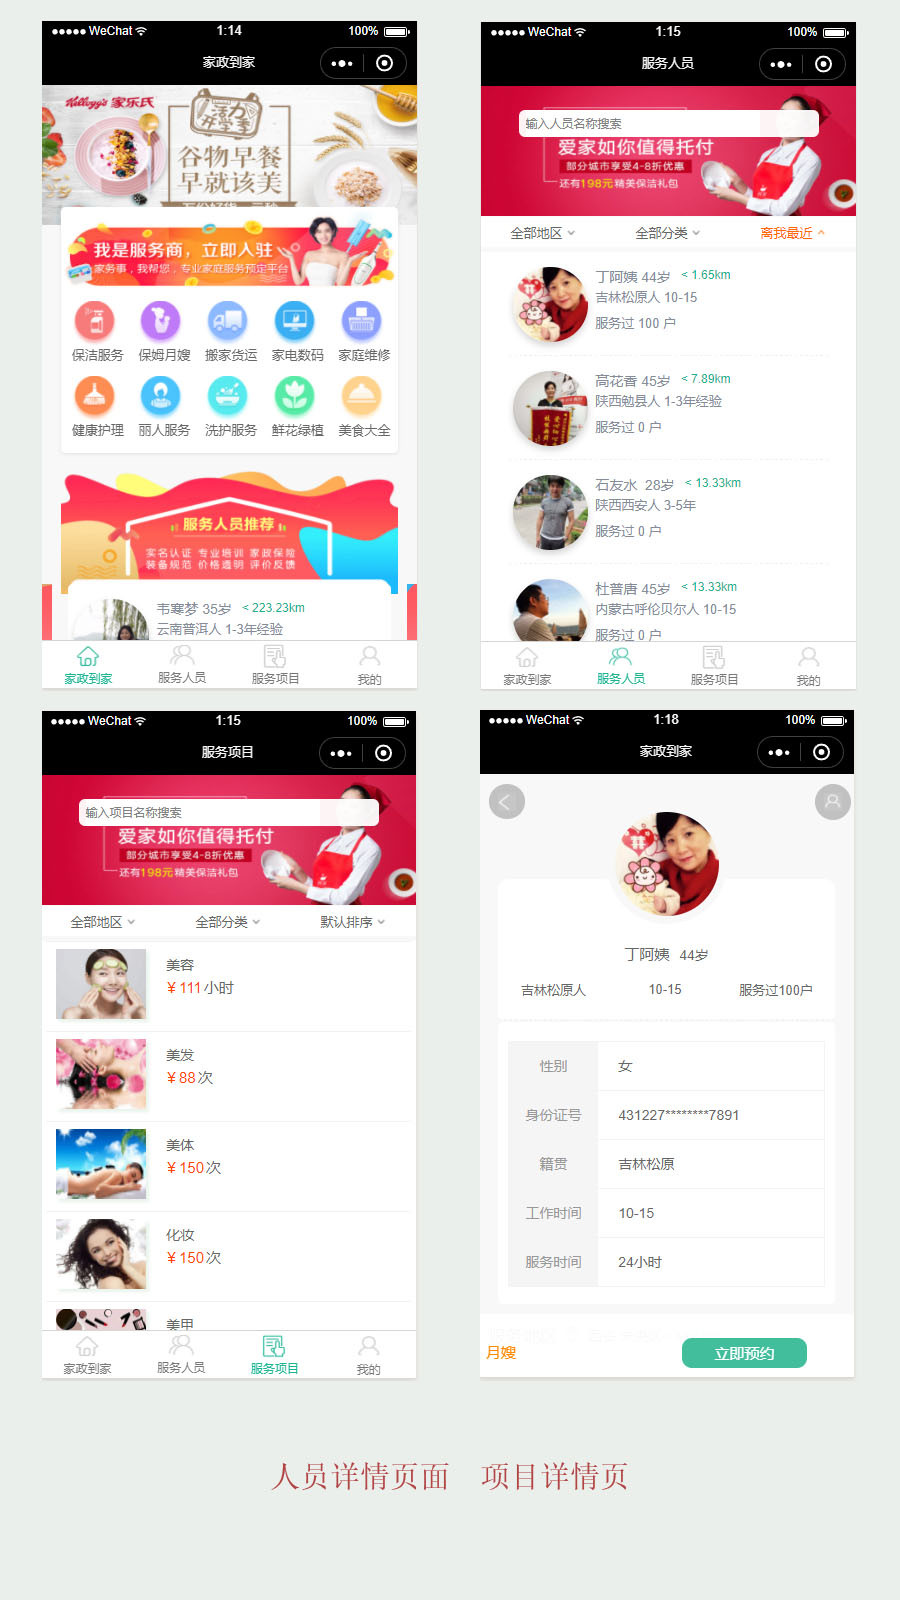 ●●●●● WeChat 1:14 100%
家政到家
Kellogg's 家乐氏
活力分享季
谷物早餐
早就该美
我是服务商，立即入驻
家务事，我帮您，专业家庭服务预定平台
保洁服务 保姆月嫂 搬家货运 家电数码 家庭维修
健康护理 丽人服务 洗护服务 鲜花绿植 美食大全
服务人员推荐
实名认证 专业培训 家政保险
装备规范 价格透明 评价反馈
韦寒梦 35岁 < 223.23km
云南普洱人 1-3年经验
家政到家 服务人员 服务项目 我的
●●●●● WeChat 1:15 100%
服务人员
输入人员名称搜索
爱家如你值得托付
部分城市享受4-8折优惠
还有198元精美保洁礼包
全部地区 全部分类 离我最近
丁阿姨 44岁 < 1.65km
吉林松原人 10-15
服务过 100 户
高花香 45岁 < 7.89km
陕西勉县人 1-3年经验
服务过 0 户
石友水 28岁 < 13.33km
陕西西安人 3-5年
服务过 0 户
杜普唐 45岁 < 13.33km
内蒙古呼伦贝尔人 10-15
服务过 0 户
家政到家 服务人员 服务项目 我的
●●●●● WeChat 1:15 100%
服务项目
输入项目名称搜索
爱家如你值得托付
部分城市享受4-8折优惠
还有198元精美保洁礼包
全部地区 全部分类 默认排序
美容
￥111小时
美发
￥88次
美体
￥150次
化妆
￥150次
美甲
家政到家 服务人员 服务项目 我的
●●●●● WeChat 1:18 100%
家政到家
丁阿姨 44岁
吉林松原人 10-15 服务过100户
性别 女
身份证号 431227********7891
籍贯 吉林松原
工作时间 10-15
服务时间 24小时
月嫂 立即预约
人员详情页面 项目详情页